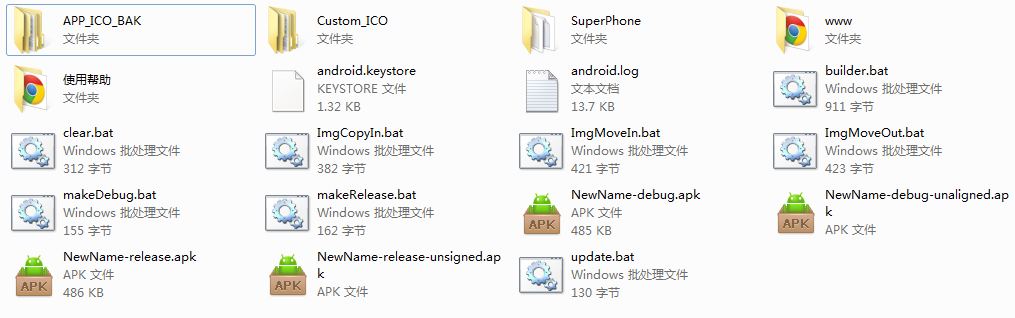 APP_ICO_BAK
文件夹
Custom_ICO
文件夹
SuperPhone
文件夹
www
文件夹
使用帮助
文件夹
android.keystore
KEYSTORE 文件
1.32 KB
android.log
文本文档
13.7 KB
builder.bat
Windows 批处理文件
911 字节
clear.bat
Windows 批处理文件
312 字节
ImgCopyIn.bat
Windows 批处理文件
382 字节
ImgMoveIn.bat
Windows 批处理文件
421 字节
ImgMoveOut.bat
Windows 批处理文件
423 字节
makeDebug.bat
Windows 批处理文件
155 字节
makeRelease.bat
Windows 批处理文件
162 字节
APK
NewName-debug.apk
APK 文件
485 KB
APK
NewName-debug-unaligned.ap
k
APK 文件
APK
NewName-release.apk
APK 文件
486 KB
APK
NewName-release-unsigned.ap
k
APK 文件
update.bat
Windows 批处理文件
130 字节